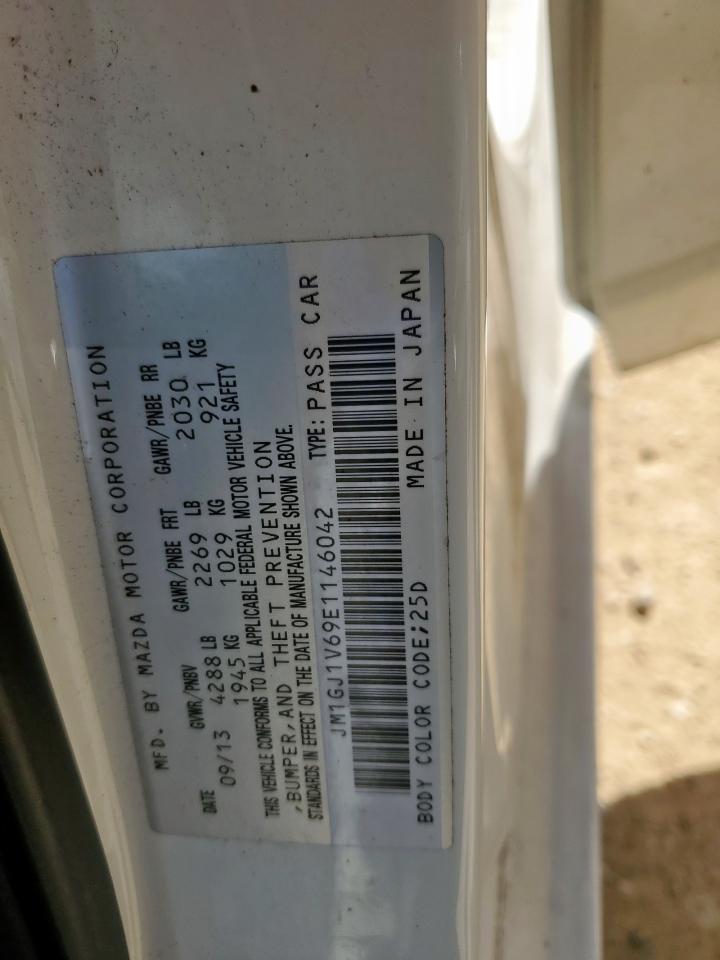 MFD. BY MAZDA MOTOR CORPORATION
DATE GVWR/PNBV GAWR/PNBE FRT GAWR/PNBE RR
09/13 4288 LB 2269 LB 2030 LB
1945 KG 1029 KG 921 KG
THIS VEHICLE CONFORMS TO ALL APPLICABLE FEDERAL MOTOR VEHICLE SAFETY
,BUMPER,AND THEFT PREVENTION
STANDARDS IN EFFECT ON THE DATE OF MANUFACTURE SHOWN ABOVE.
JM1GJ1V69E1146042 TYPE: PASS CAR
BODY COLOR CODE;25D MADE IN JAPAN